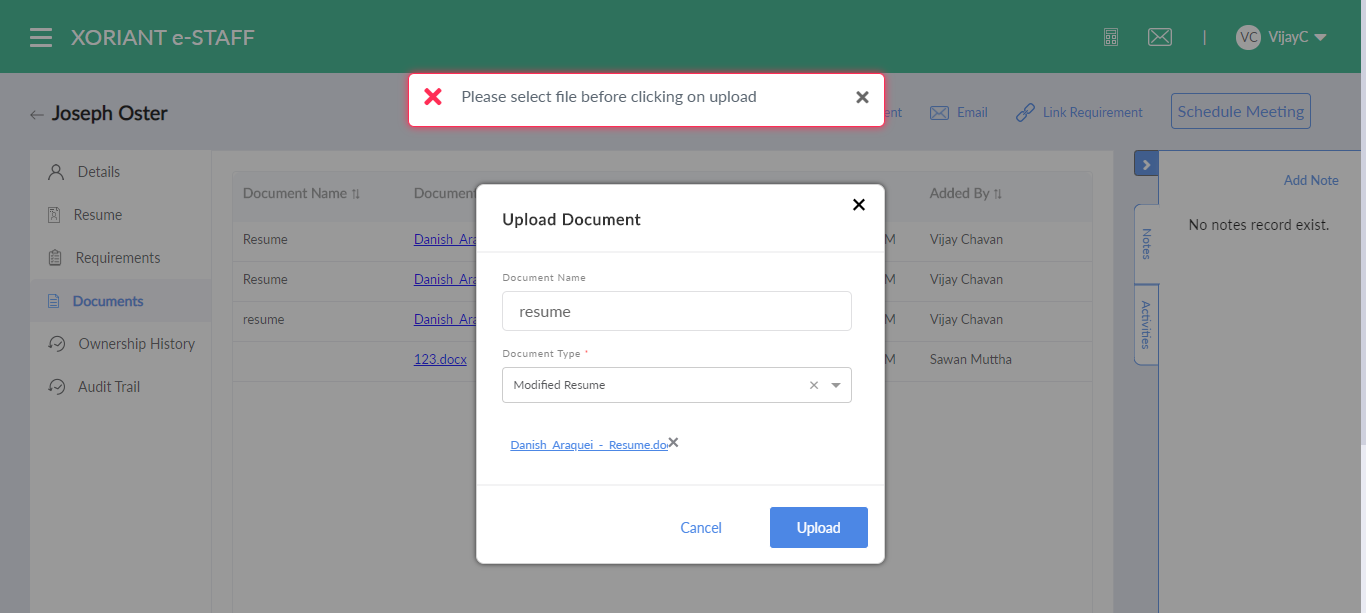 XORIANT e-STAFF
VC VijayC
Please select file before clicking on upload
Joseph Oster
Email Link Requirement Schedule Meeting
Details
Resume
Requirements
Documents
Ownership History
Audit Trail
Document Name Document Added By
Resume Danish_Ara M Vijay Chavan
Resume Danish_Ara M Vijay Chavan
resume Danish_Ara M Vijay Chavan
123.docx M Sawan Muttha
Upload Document
Document Name
resume
Document Type *
Modified Resume
Danish_Araquei_-_Resume.do
Cancel Upload
Add Note
No notes record exist.
Notes
Activities